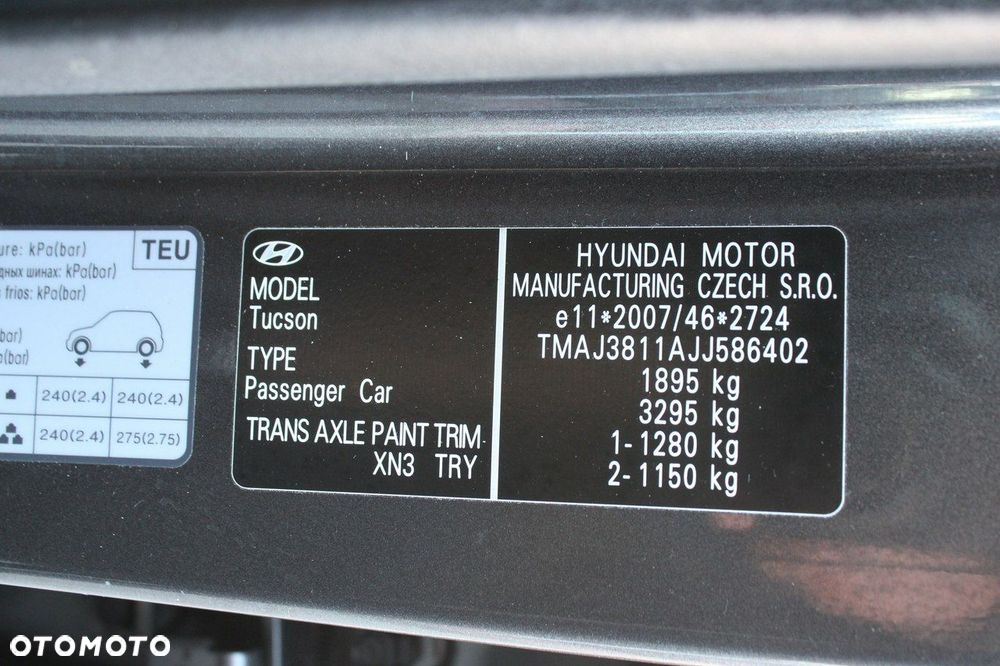 ure: kPa(bar)
TEU
дных шинах: kPa(bar)
s frios: kPa(bar)
bar)
(bar)
240(2.4) 240(2.4)
240(2.4) 275(2.75)
MODEL
Tucson
TYPE
Passenger Car
TRANS AXLE PAINT TRIM
XN3 TRY
HYUNDAI MOTOR
MANUFACTURING CZECH S.R.O.
e11*2007/46*2724
TMAJ3811AJJ586402
1895 kg
3295 kg
1-1280 kg
2-1150 kg
OTOMOTO